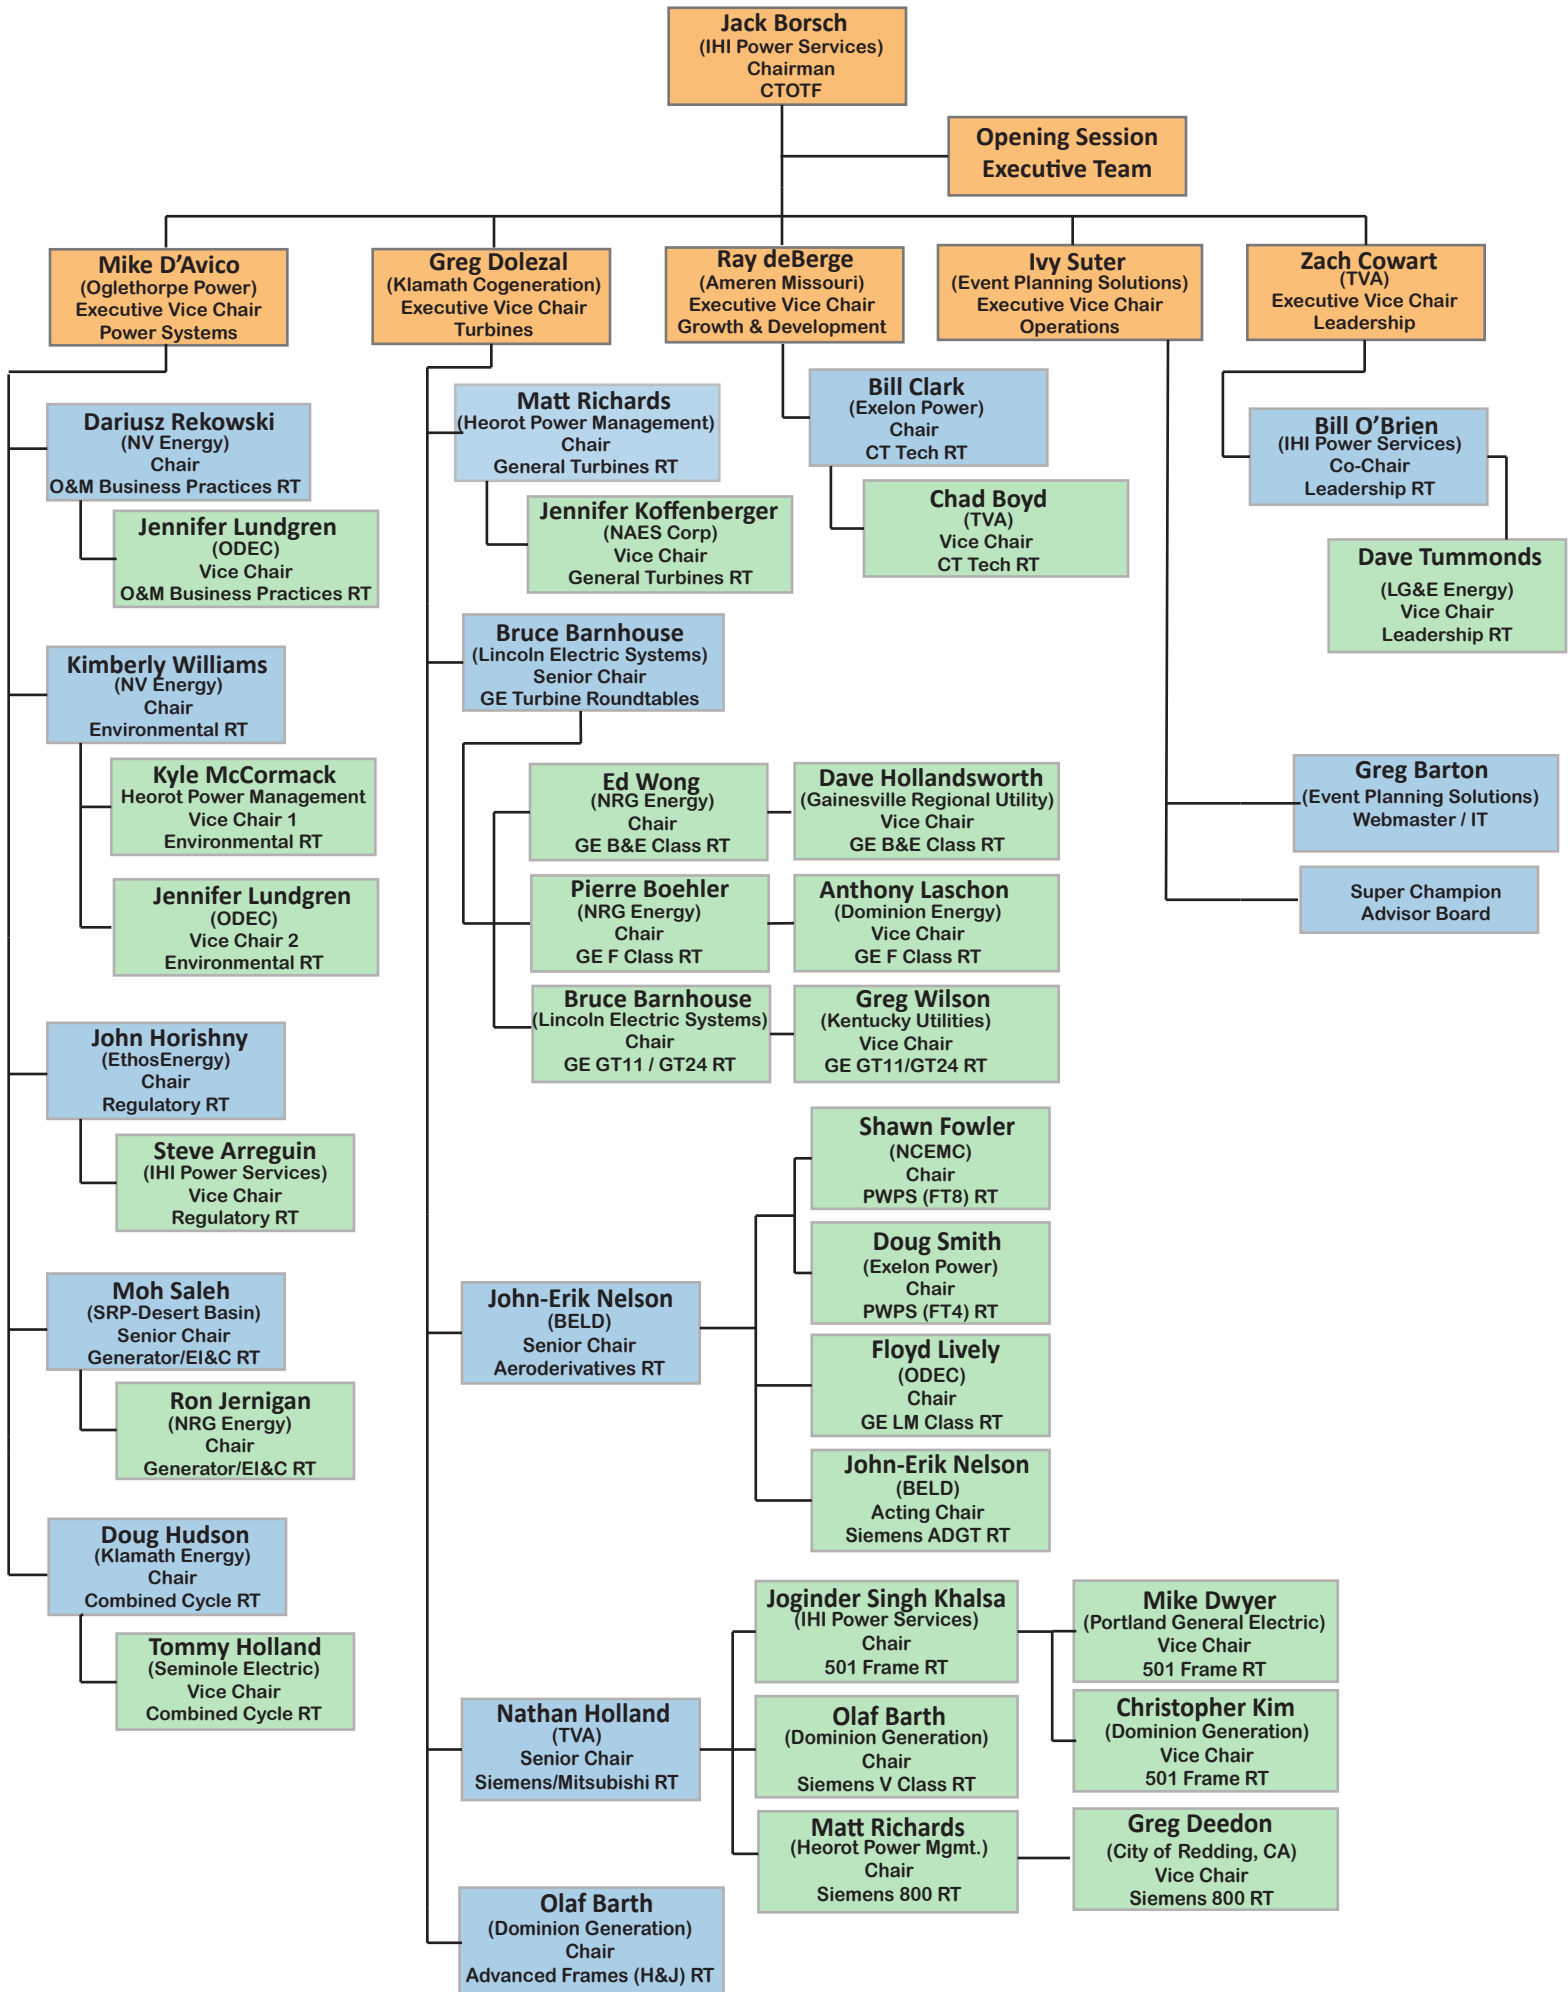 Jack Borsch
(IHI Power Services)
Chairman
CTOTF
Opening Session
Executive Team
Mike D'Avico
(Oglethorpe Power)
Executive Vice Chair
Power Systems
Greg Dolezal
(Klamath Cogeneration)
Executive Vice Chair
Turbines
Ray deBerge
(Ameren Missouri)
Executive Vice Chair
Growth & Development
Ivy Suter
(Event Planning Solutions)
Executive Vice Chair
Operations
Zach Cowart
(TVA)
Executive Vice Chair
Leadership
Dariusz Rekowski
(NV Energy)
Chair
O&M Business Practices RT
Jennifer Lundgren
(ODEC)
Vice Chair
O&M Business Practices RT
Kimberly Williams
(NV Energy)
Chair
Environmental RT
Kyle McCormack
Heorot Power Management
Vice Chair 1
Environmental RT
Jennifer Lundgren
(ODEC)
Vice Chair 2
Environmental RT
John Horishny
(EthosEnergy)
Chair
Regulatory RT
Steve Arreguin
(IHI Power Services)
Vice Chair
Regulatory RT
Moh Saleh
(SRP-Desert Basin)
Senior Chair
Generator/EI&C RT
Ron Jernigan
(NRG Energy)
Chair
Generator/EI&C RT
Doug Hudson
(Klamath Energy)
Chair
Combined Cycle RT
Tommy Holland
(Seminole Electric)
Vice Chair
Combined Cycle RT
Matt Richards
(Heorot Power Management)
Chair
General Turbines RT
Jennifer Koffenberger
(NAES Corp)
Vice Chair
General Turbines RT
Bruce Barnhouse
(Lincoln Electric Systems)
Senior Chair
GE Turbine Roundtables
Ed Wong
(NRG Energy)
Chair
GE B&E Class RT
Dave Hollandsworth
(Gainesville Regional Utility)
Vice Chair
GE B&E Class RT
Pierre Boehler
(NRG Energy)
Chair
GE F Class RT
Anthony Laschon
(Dominion Energy)
Vice Chair
GE F Class RT
Bruce Barnhouse
(Lincoln Electric Systems)
Chair
GE GT11 / GT24 RT
Greg Wilson
(Kentucky Utilities)
Vice Chair
GE GT11/GT24 RT
John-Erik Nelson
(BELD)
Senior Chair
Aeroderivatives RT
Shawn Fowler
(NCEMC)
Chair
PWPS (FT8) RT
Doug Smith
(Exelon Power)
Chair
PWPS (FT4) RT
Floyd Lively
(ODEC)
Chair
GE LM Class RT
John-Erik Nelson
(BELD)
Acting Chair
Siemens ADGT RT
Nathan Holland
(TVA)
Senior Chair
Siemens/Mitsubishi RT
Joginder Singh Khalsa
(IHI Power Services)
Chair
501 Frame RT
Mike Dwyer
(Portland General Electric)
Vice Chair
501 Frame RT
Christopher Kim
(Dominion Generation)
Vice Chair
501 Frame RT
Olaf Barth
(Dominion Generation)
Chair
Siemens V Class RT
Matt Richards
(Heorot Power Mgmt.)
Chair
Siemens 800 RT
Greg Deedon
(City of Redding, CA)
Vice Chair
Siemens 800 RT
Olaf Barth
(Dominion Generation)
Chair
Advanced Frames (H&J) RT
Bill Clark
(Exelon Power)
Chair
CT Tech RT
Chad Boyd
(TVA)
Vice Chair
CT Tech RT
Greg Barton
(Event Planning Solutions)
Webmaster / IT
Super Champion
Advisor Board
Bill O'Brien
(IHI Power Services)
Co-Chair
Leadership RT
Dave Tummonds
(LG&E Energy)
Vice Chair
Leadership RT